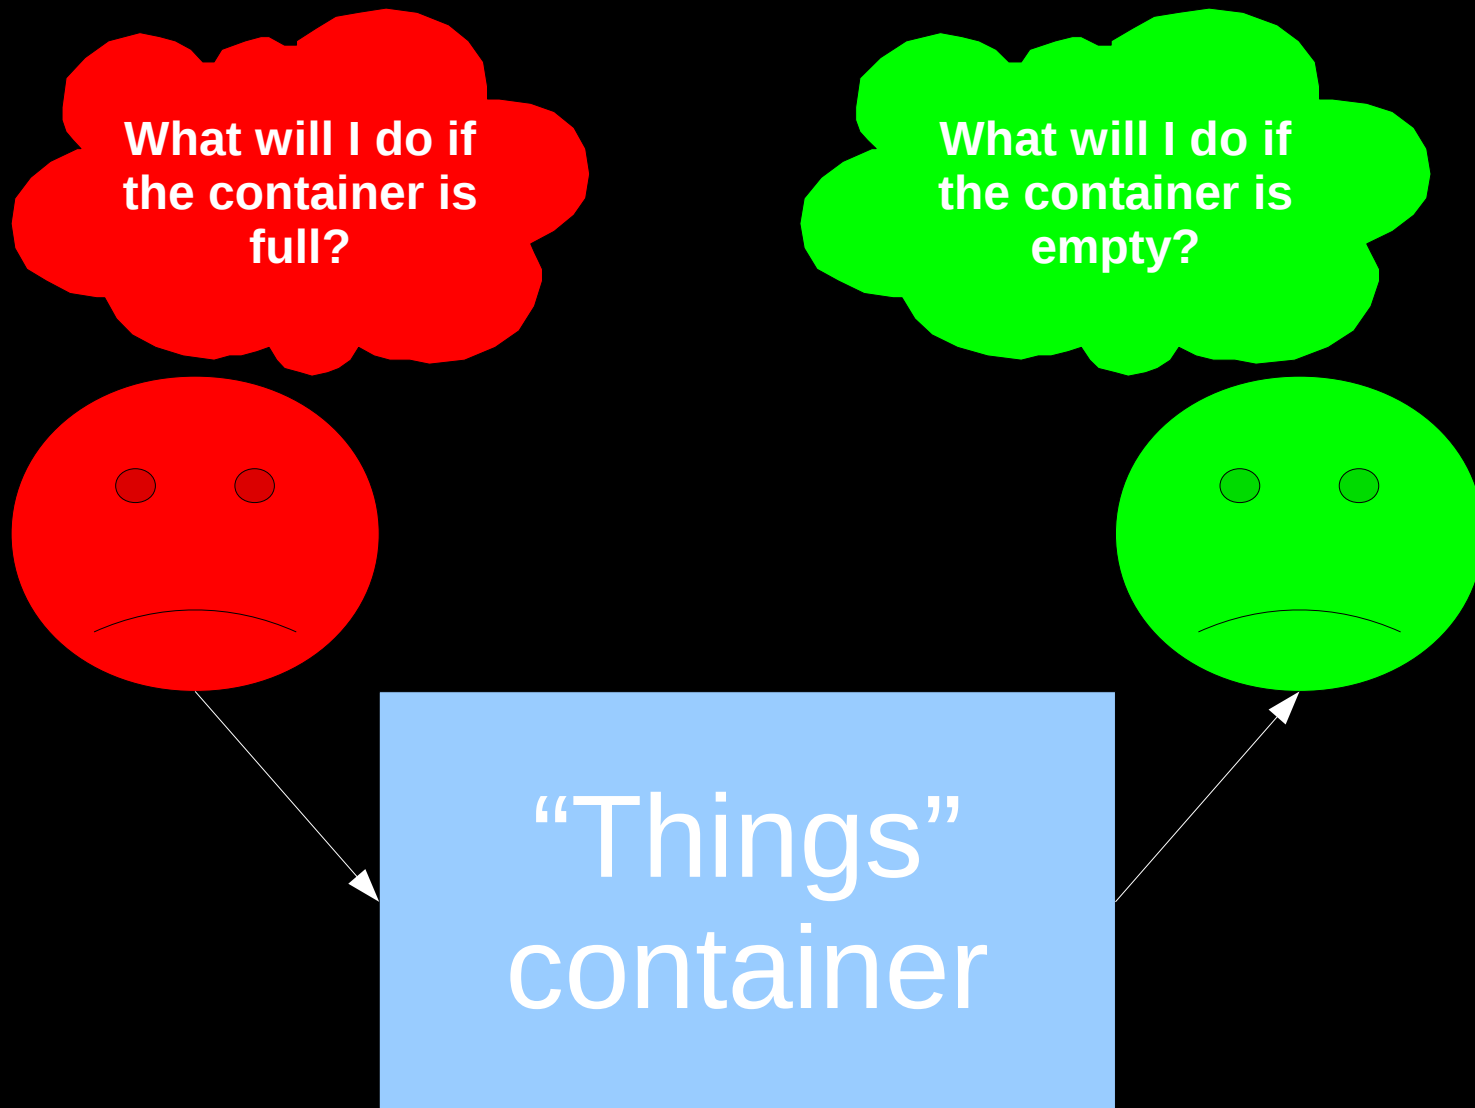 What will I do if
the container is
full?
What will I do if
the container is
empty?
“Things”
container